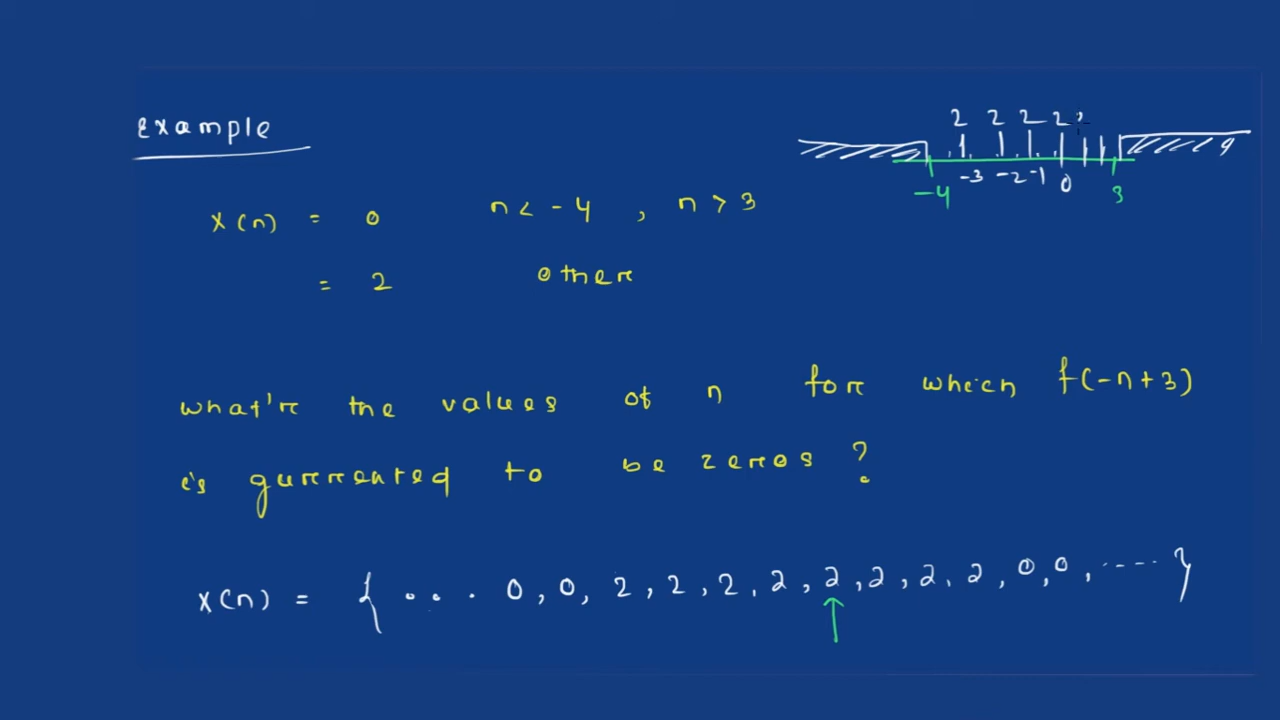 Example
2 2 2 2 2
-4 -3 -2 -1 0 3
x(n) = 0 n < -4 , n > 3
= 2 other
what're the values of n for which f(-n+3)
is gurrented to be zeros ?
x(n) = { . . . 0, 0, 2, 2, 2, 2, 2, 2, 2, 2, 0, 0, ..... }
↑